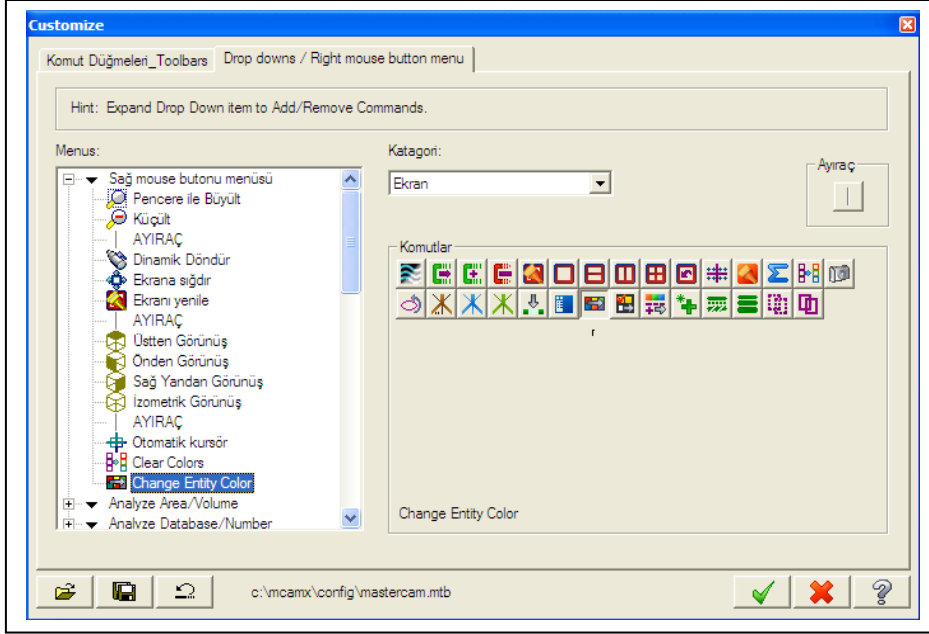 Customize
Komut Düğmeleri_Toolbars Drop downs / Right mouse button menu
Hint: Expand Drop Down item to Add/Remove Commands.
Menus:
Sağ mouse butonu menüsü
Pencere ile Büyült
Küçült
AYIRAÇ
Dinamik Döndür
Ekrana sığdır
Ekranı yenile
AYIRAÇ
Üstten Görünüş
Önden Görünüş
Sağ Yandan Görünüş
İzometrik Görünüş
AYIRAÇ
Otomatik kursör
Clear Colors
Change Entity Color
Analyze Area/Volume
Analyze Database/Number
Katagori:
Ekran
Ayıraç
Komutlar
r
Change Entity Color
c:\mcamx\config\mastercam.mtb